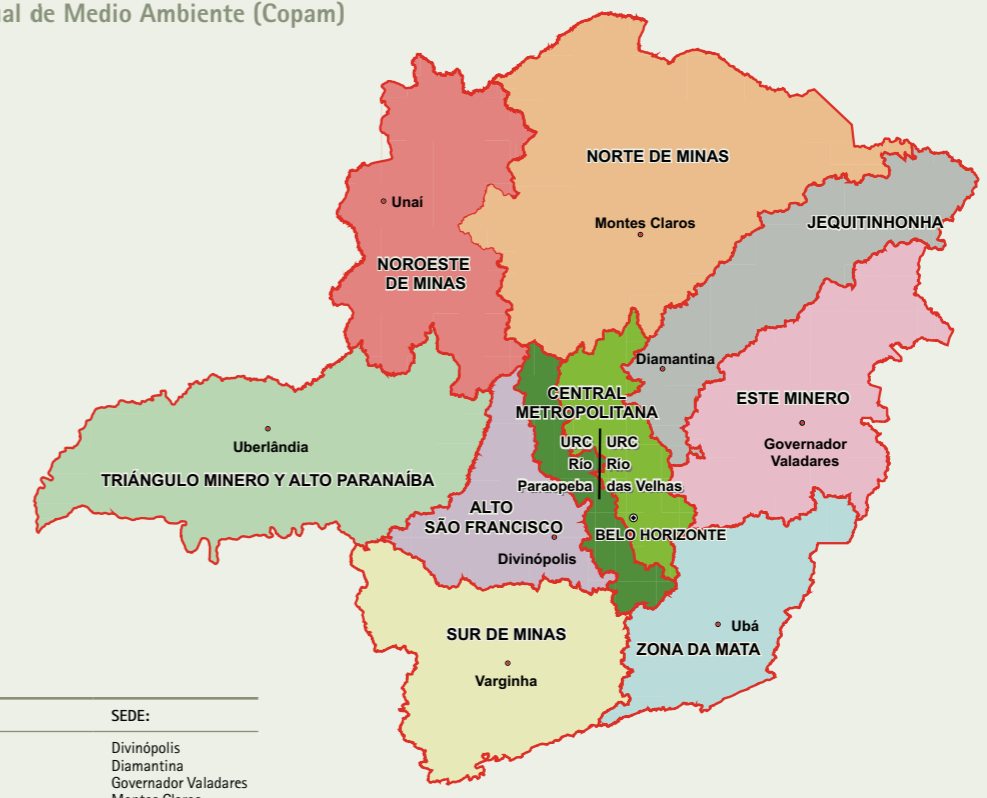 al de Medio Ambiente (Copam)
NORTE DE MINAS
Unaí
Montes Claros
JEQUITINHONHA
NOROESTE
DE MINAS
Diamantina
CENTRAL
METROPOLITANA
ESTE MINERO
Uberlândia
URC
Río
Paraopeba
URC
Río
das Velhas
Governador
Valadares
TRIÁNGULO MINERO Y ALTO PARANAÍBA
ALTO
SÃO FRANCISCO
BELO HORIZONTE
Divinópolis
Ubá
SUR DE MINAS
ZONA DA MATA
Varginha
SEDE:
Divinópolis
Diamantina
Governador Valadares
Montes Claros